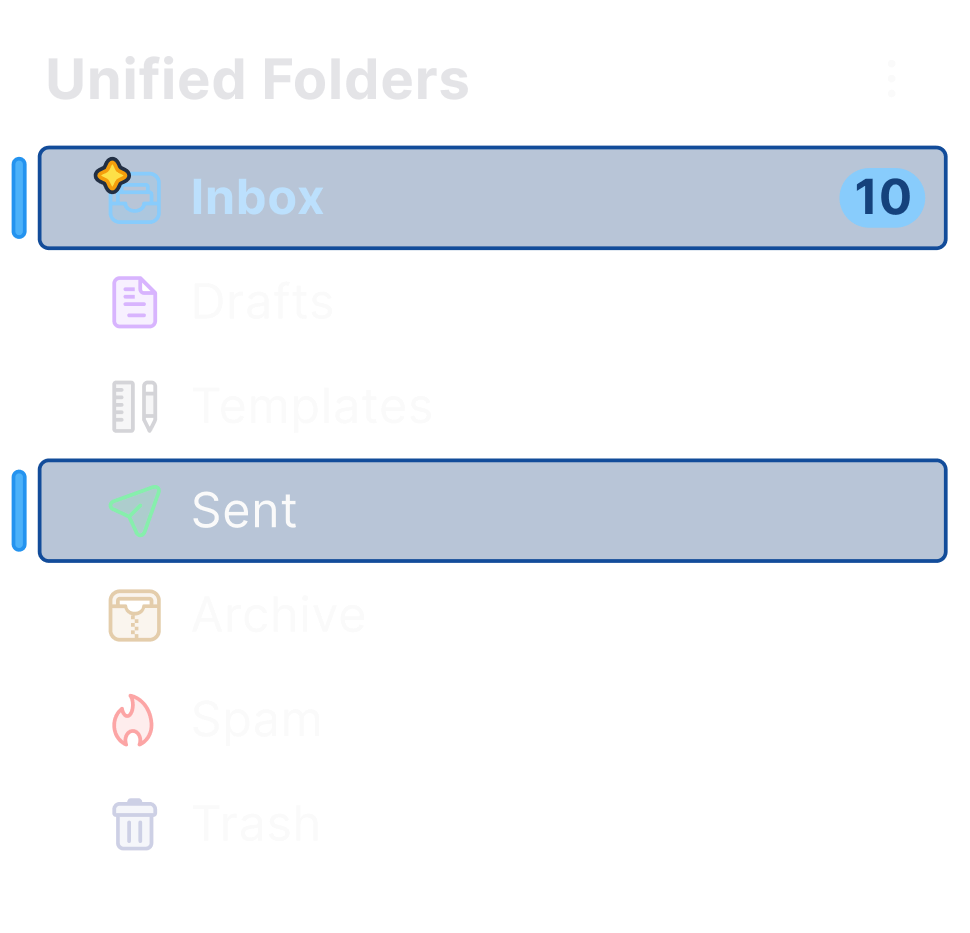 Unified Folders
Inbox 10
Drafts
Templates
Sent
Archive
Spam
Trash